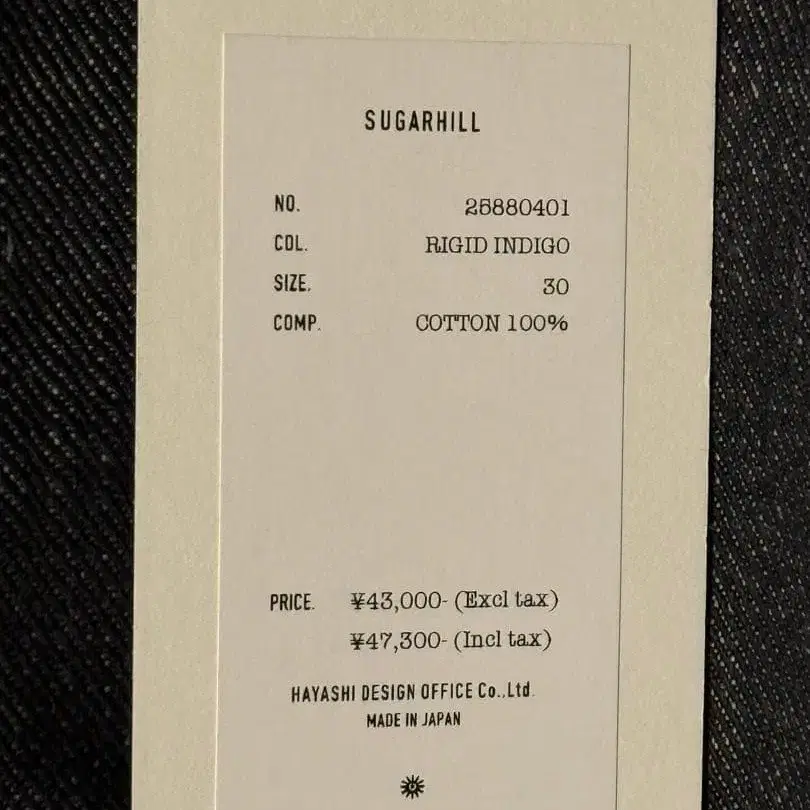 SUGARHILL
NO. 25880401
COL. RIGID INDIGO
SIZE. 30
COMP. COTTON 100%
PRICE. ¥43,000- (Excl tax)
¥47,300- (Incl tax)
HAYASHI DESIGN OFFICE Co.,Ltd.
MADE IN JAPAN